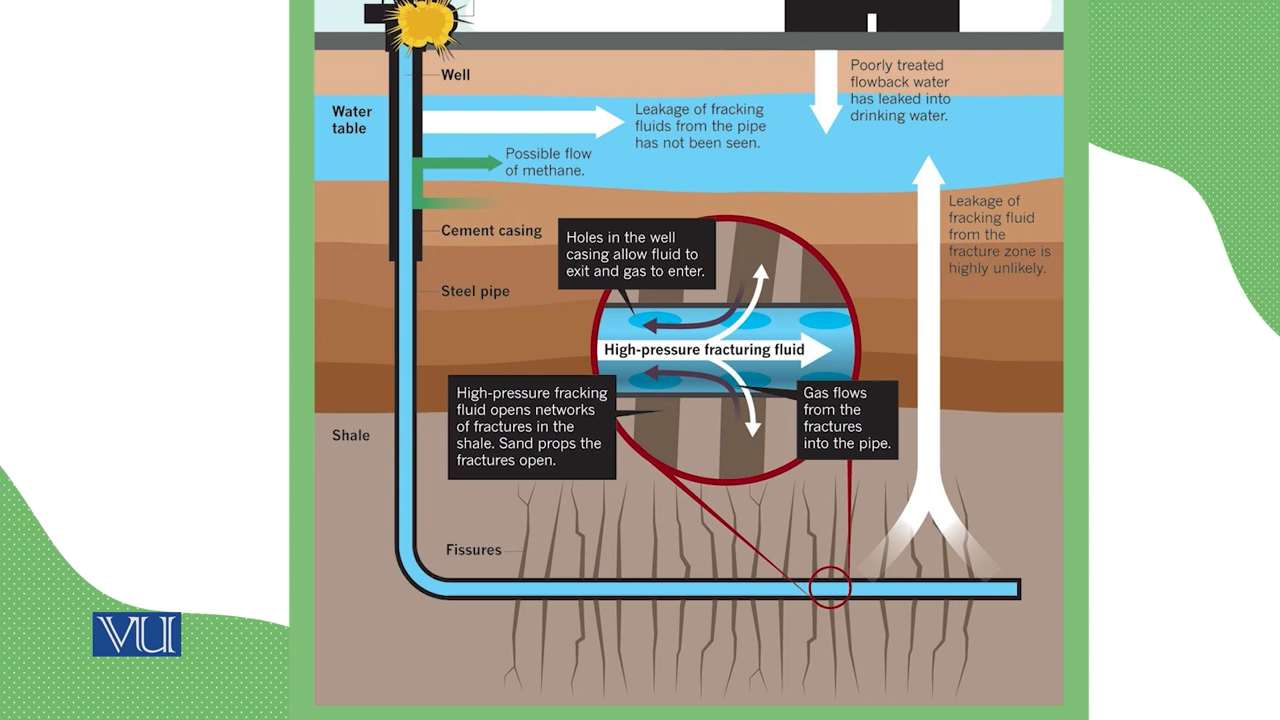 Well
Poorly treated
flowback water
has leaked into
drinking water.
Water
table
Leakage of fracking
fluids from the pipe
has not been seen.
Possible flow
of methane.
Leakage of
fracking fluid
from the
fracture zone is
highly unlikely.
Cement casing
Holes in the well
casing allow fluid to
exit and gas to enter.
Steel pipe
High-pressure fracturing fluid
High-pressure fracking
fluid opens networks
of fractures in the
shale. Sand props the
fractures open.
Gas flows
from the
fractures
into the pipe.
Shale
Fissures
VU